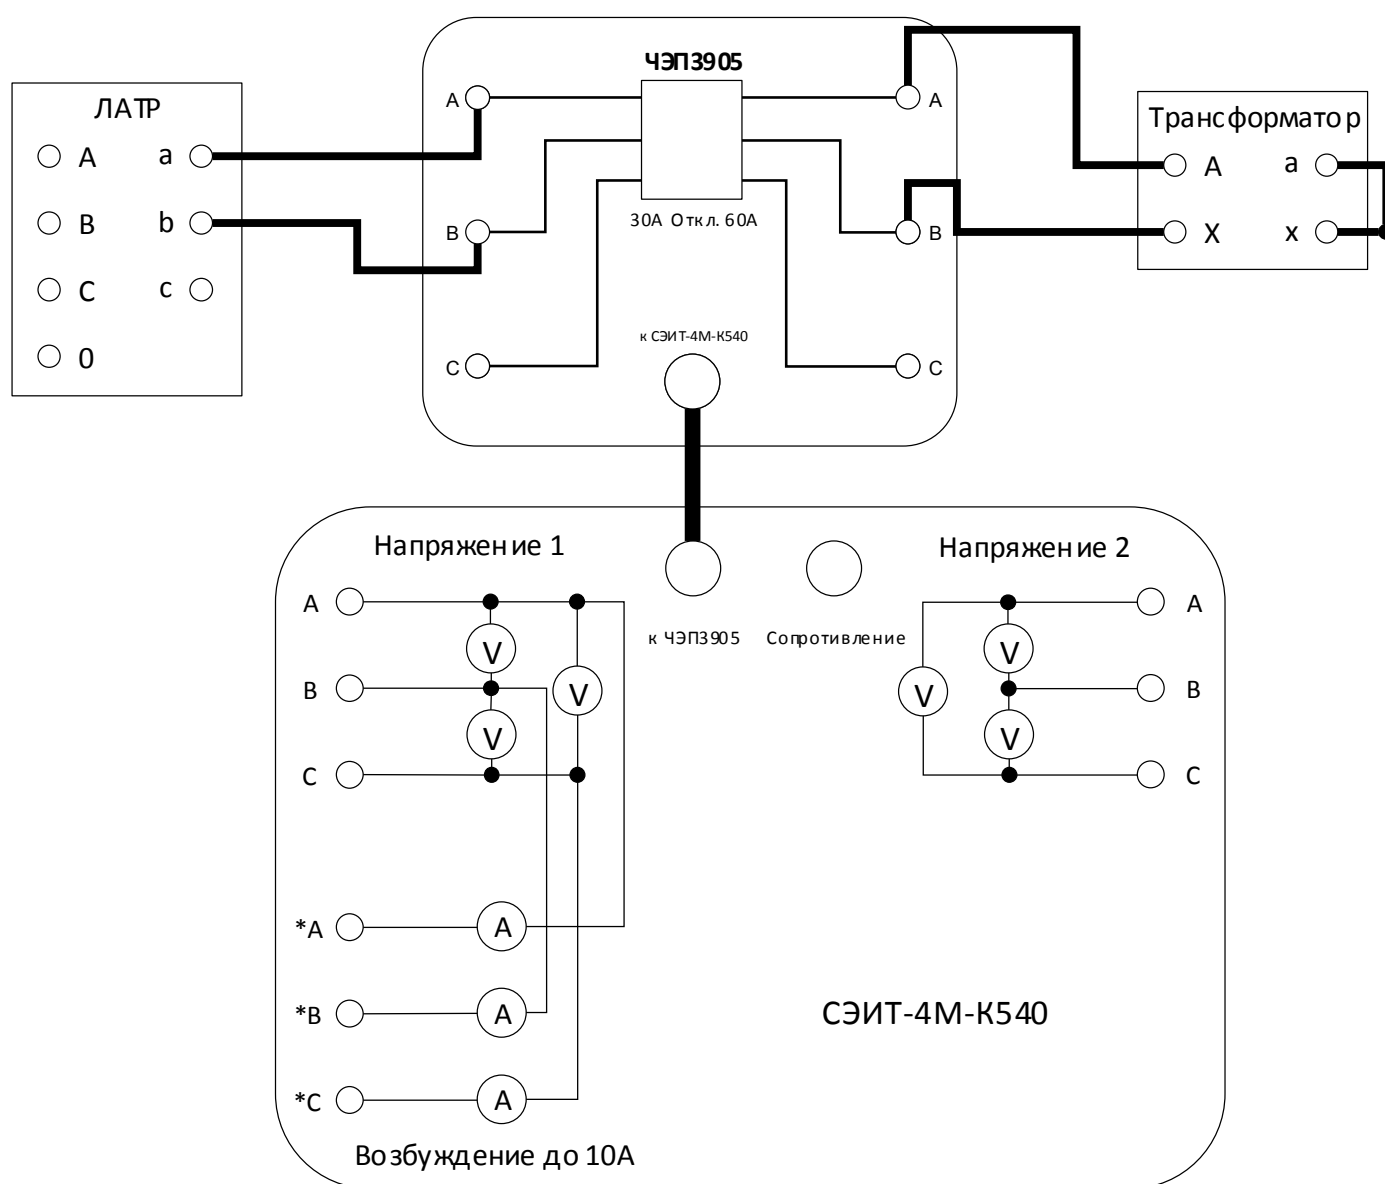 ЧЭП3905
ЛАТР
A a
B b
C c
0
A
B
C
A
B
C
30А Откл. 60А
к СЭИТ-4М-К540
Трансформатор
A a
X x
Напряжение 1
A
B
C
V
V
V
к ЧЭП3905
Сопротивление
Напряжение 2
V
V
V
A
B
C
*A A
*B A
*C A
Возбуждение до 10А
СЭИТ-4М-К540